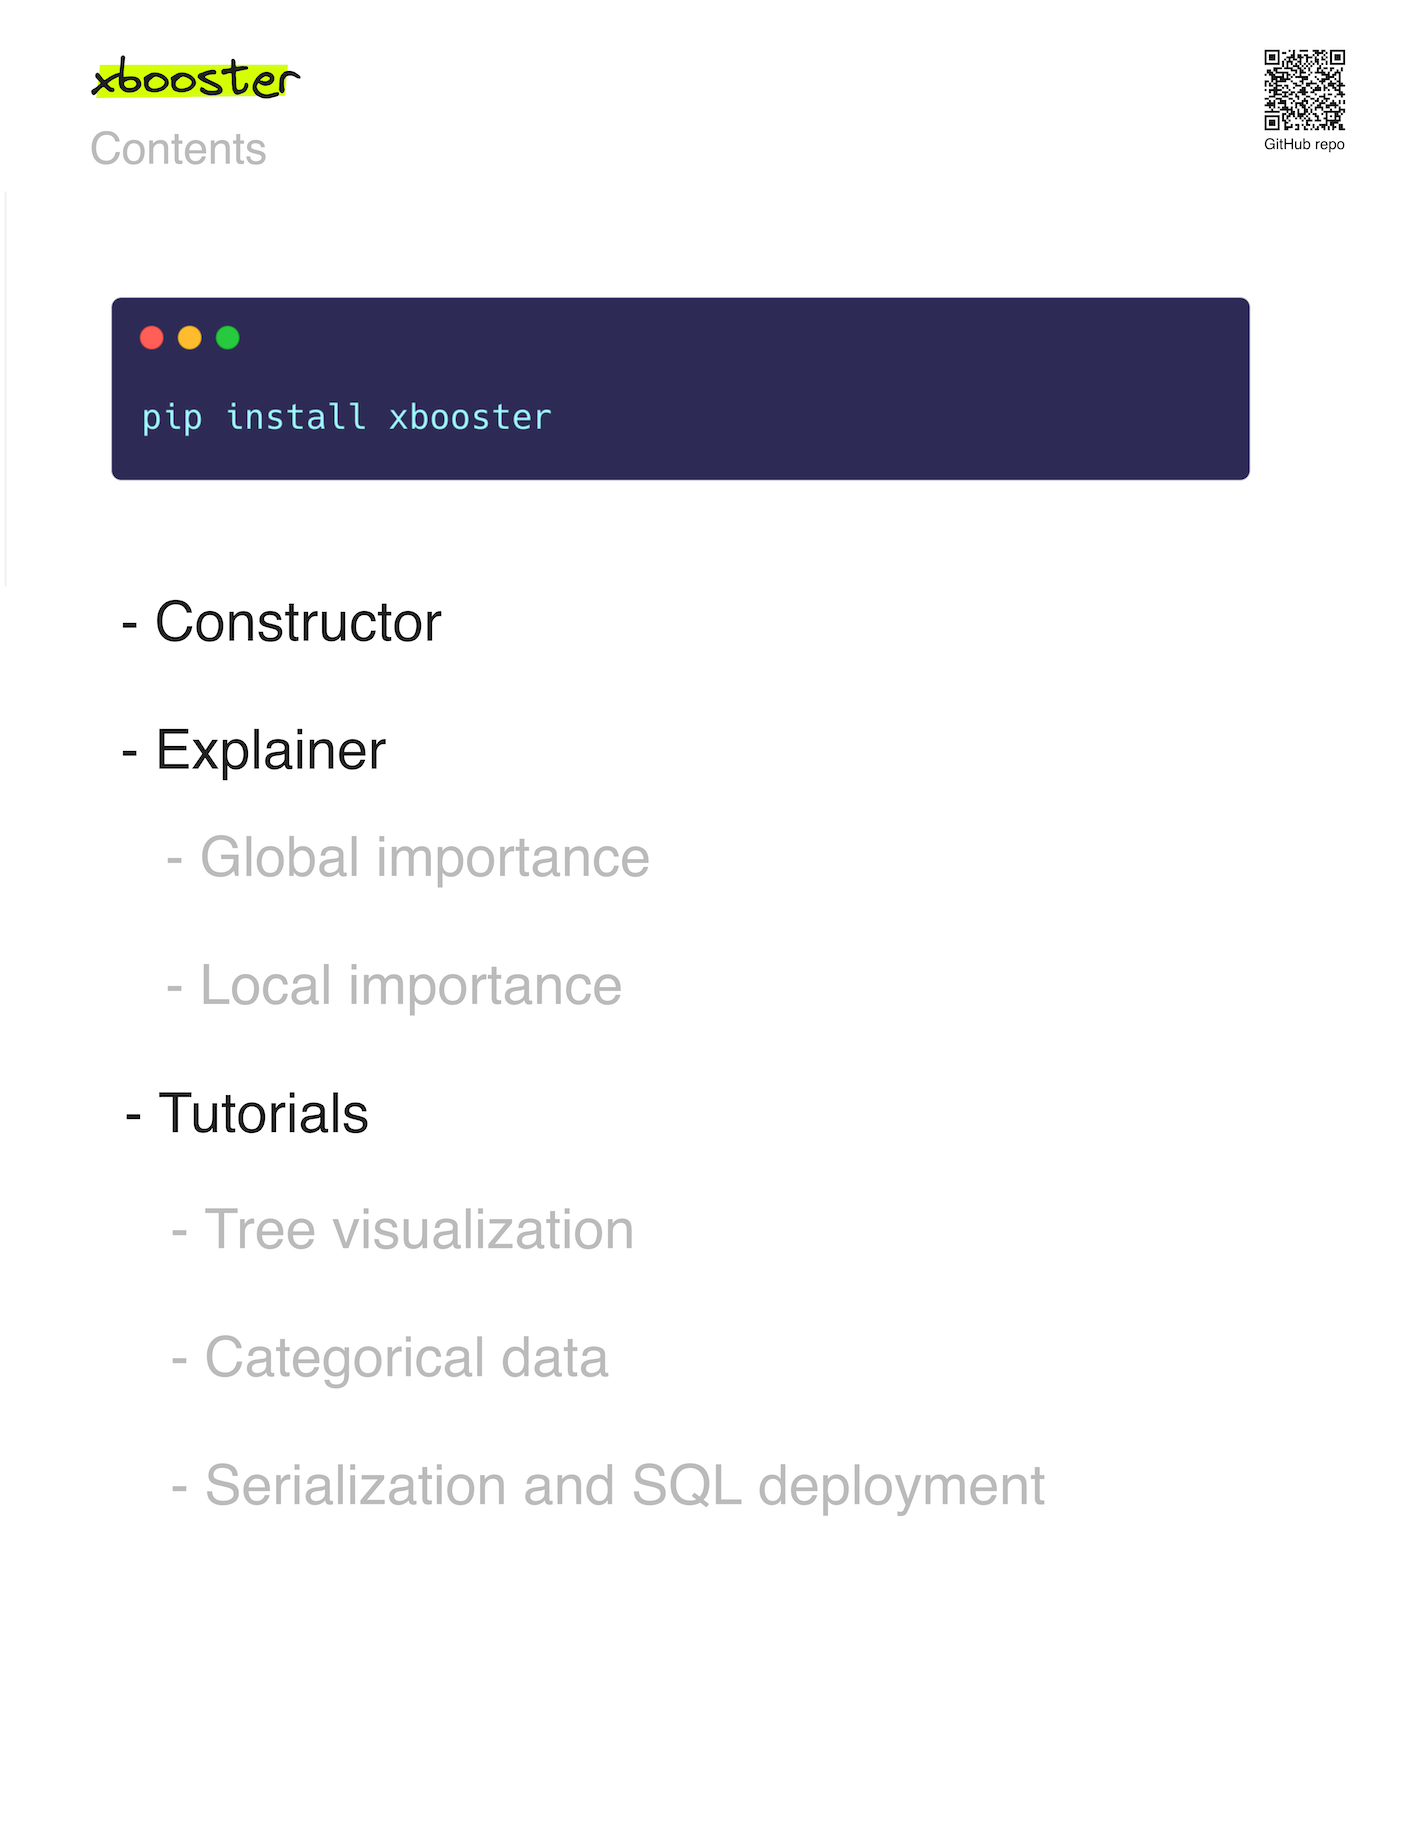 xbooster
GitHub repo
Contents
pip install xbooster
- Constructor
- Explainer
- Global importance
- Local importance
- Tutorials
- Tree visualization
- Categorical data
- Serialization and SQL deployment